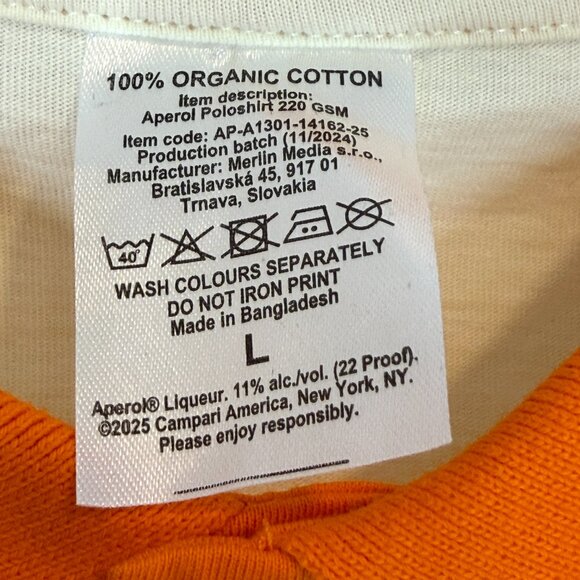 100% ORGANIC COTTON
Item description:
Aperol Poloshirt 220 GSM
Item code: AP-A1301-14162-25
Production batch (11/2024)
Manufacturer: Merlin Media s.r.o.,
Bratislavská 45, 917 01
Trnava, Slovakia
40°
WASH COLOURS SEPARATELY
DO NOT IRON PRINT
Made in Bangladesh
L
Aperol® Liqueur. 11% alc./vol. (22 Proof).
©2025 Campari America, New York, NY.
Please enjoy responsibly.